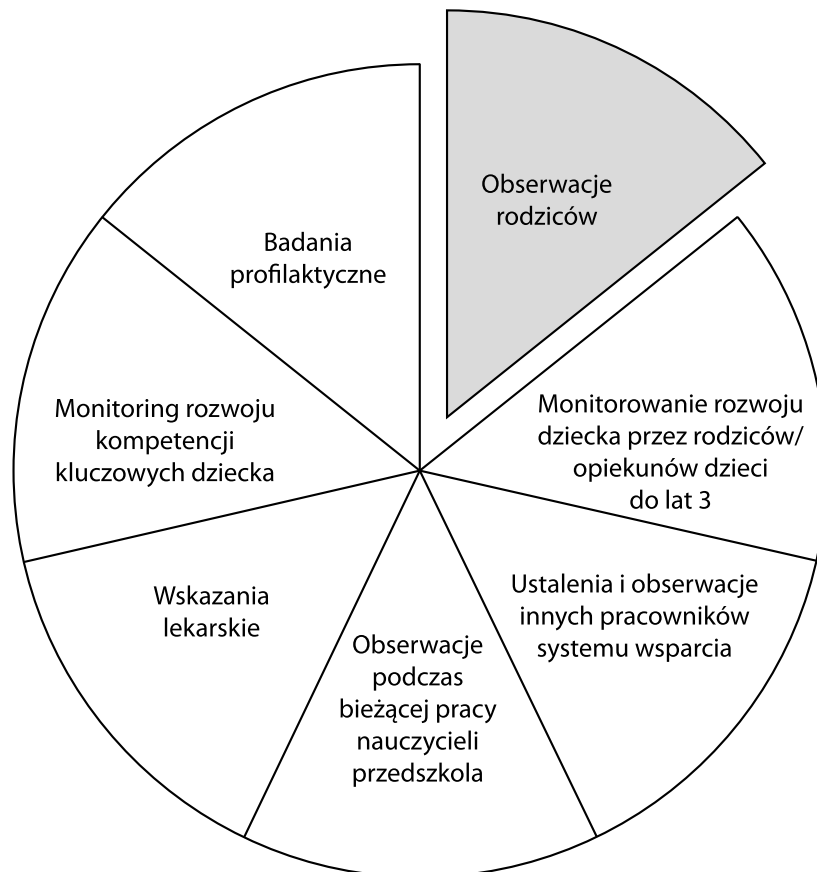 Obserwacje
rodziców
Monitorowanie rozwoju
dziecka przez rodziców/
opiekunów dzieci
do lat 3
Ustalenia i obserwacje
innych pracowników
systemu wsparcia
Obserwacje
podczas
bieżącej pracy
nauczycieli
przedszkola
Wskazania
lekarskie
Monitoring rozwoju
kompetencji
kluczowych dziecka
Badania
profilaktyczne